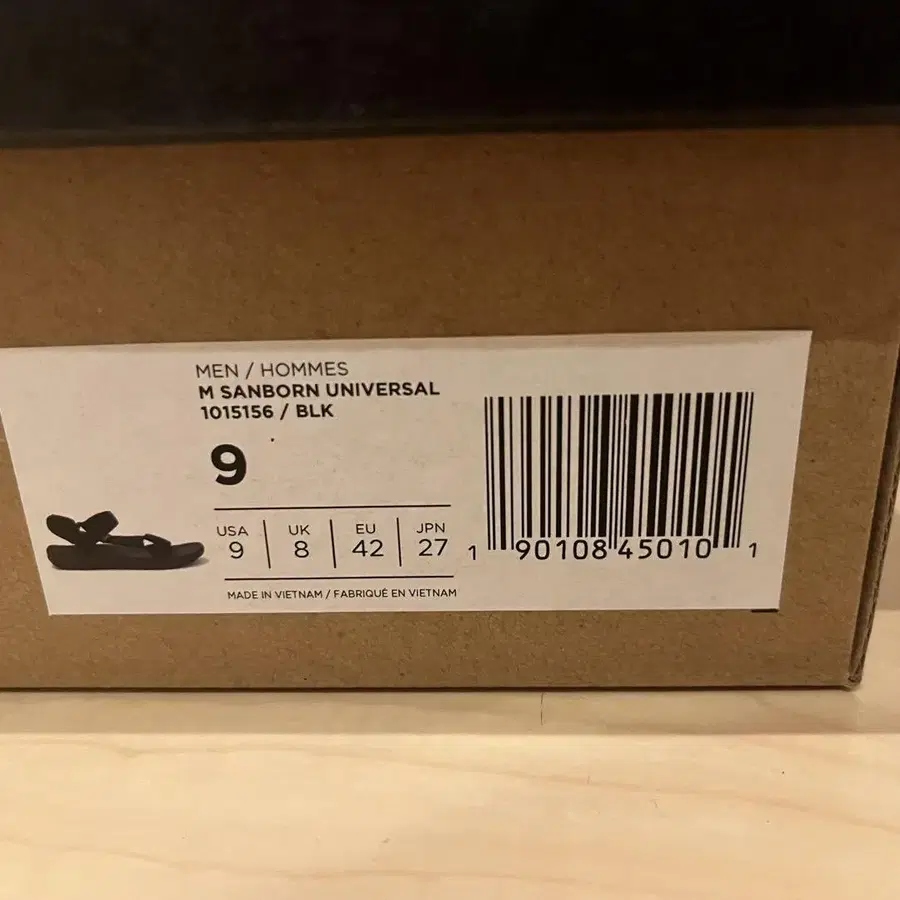 MEN / HOMMES
M SANBORN UNIVERSAL
1015156 / BLK
9
USA UK EU JPN
9 8 42 27
MADE IN VIETNAM / FABRIQUÉ EN VIETNAM
1 90108 45010 1